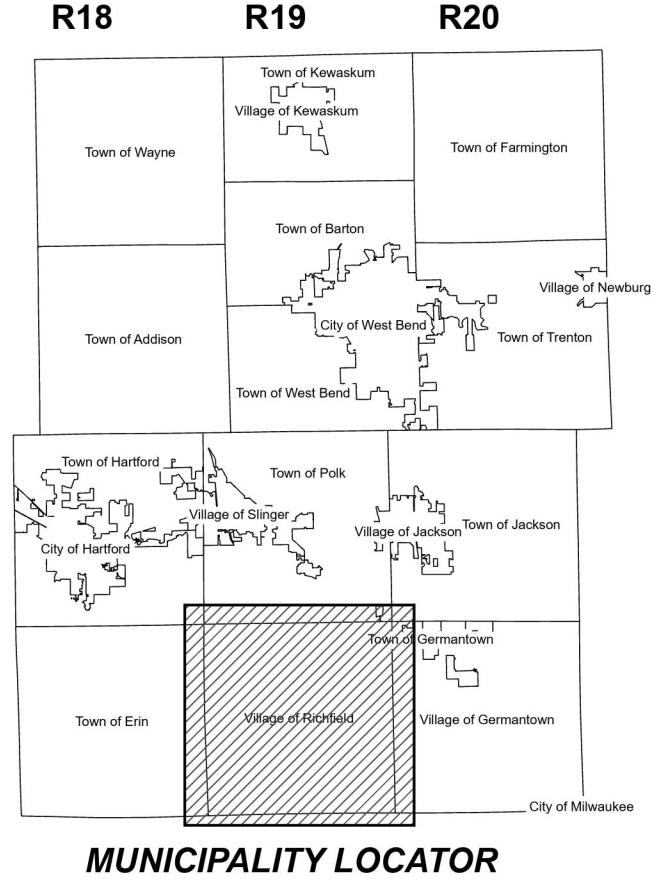 R18 R19 R20
Town of Kewaskum
Village of Kewaskum
Town of Wayne
Town of Farmington
Town of Barton
Village of Newburg
City of West Bend
Town of Addison
Town of Trenton
Town of West Bend
Town of Hartford
Town of Polk
Village of Slinger
Town of Jackson
Village of Jackson
City of Hartford
Town of Germantown
Town of Erin
Village of Richfield
Village of Germantown
City of Milwaukee
MUNICIPALITY LOCATOR